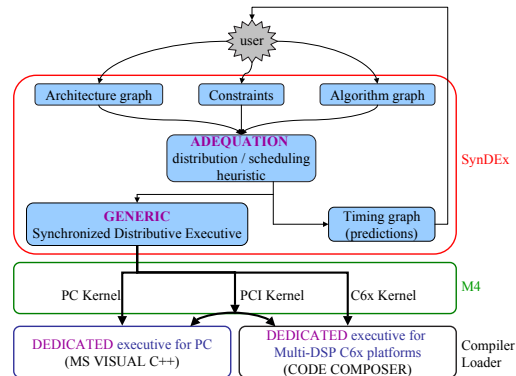 user
Architecture graph
Constraints
Algorithm graph
ADEQUATION
distribution / scheduling
heuristic
SynDEx
GENERIC
Synchronized Distributive Executive
Timing graph
(predictions)
M4
PC Kernel
PCI Kernel
C6x Kernel
DEDICATED executive for PC
(MS VISUAL C++)
DEDICATED executive for
Multi-DSP C6x platforms
(CODE COMPOSER)
Compiler
Loader